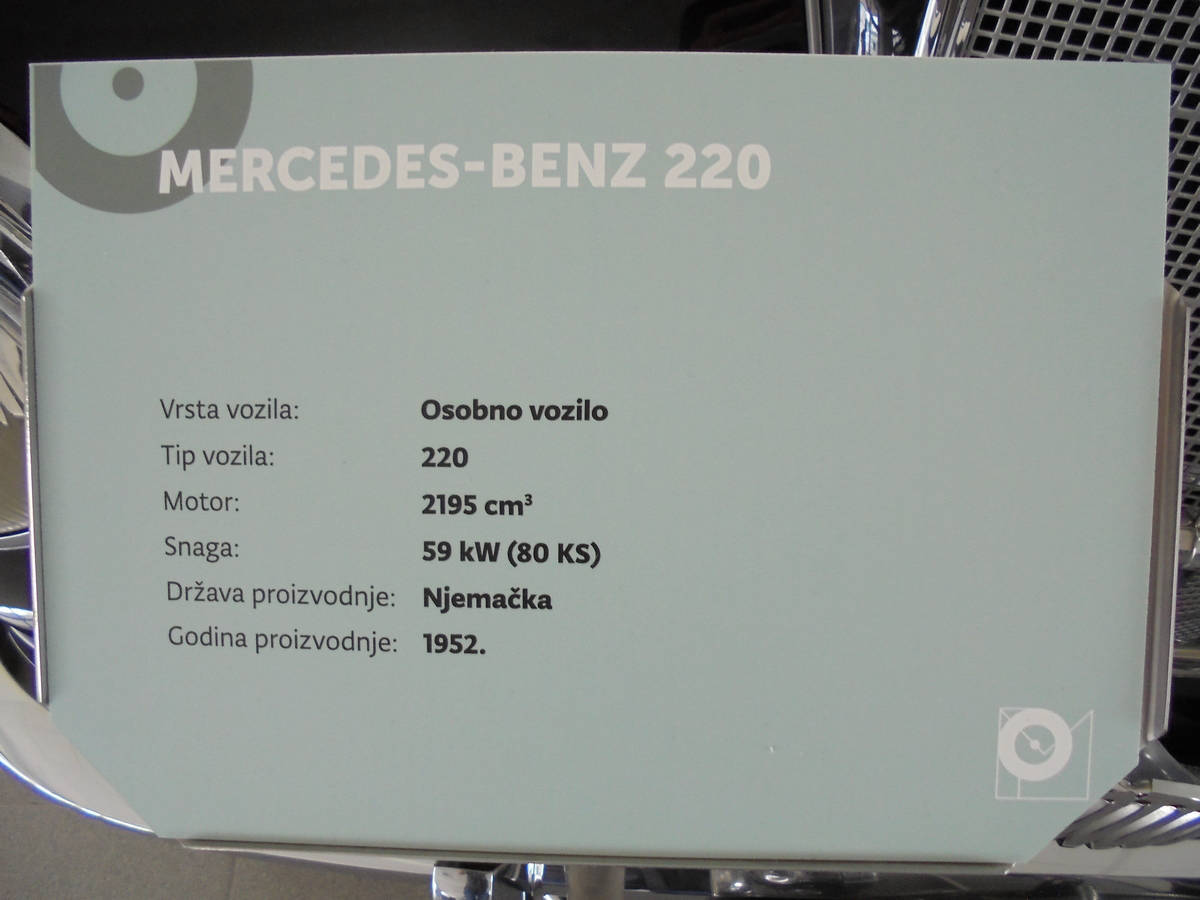 MERCEDES-BENZ 220
Vrsta vozila: Osobno vozilo
Tip vozila: 220
Motor: 2195 cm³
Snaga: 59 kW (80 KS)
Država proizvodnje: Njemačka
Godina proizvodnje: 1952.